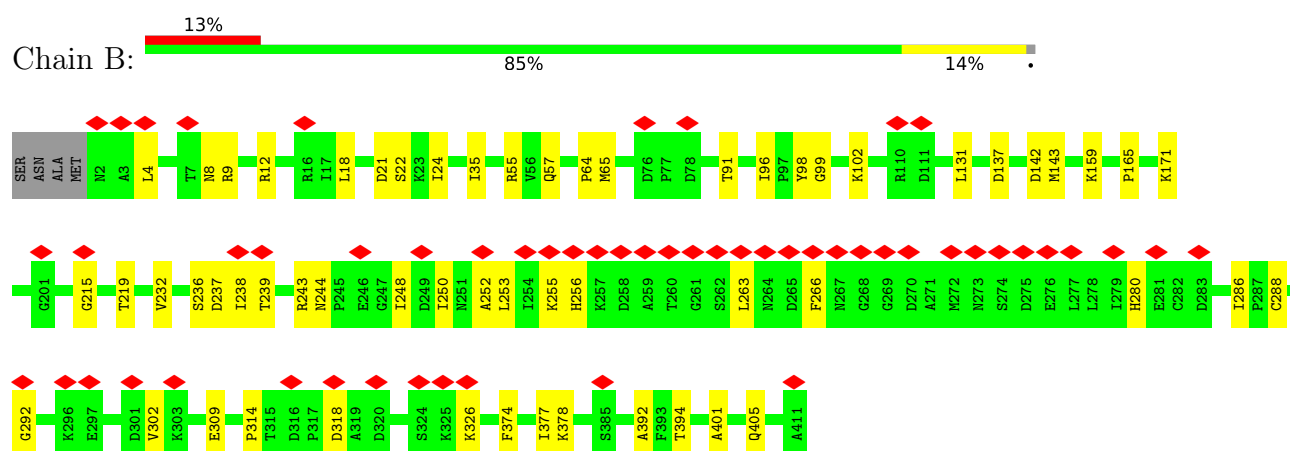 13%
Chain B:
85% 14% •
SER ASN ALA MET N2 A3 L4 T7 N8 R9 R12 R16 I17 L18 D21 S22 K23 I24 I35 R55 V56 Q57 P64 M65 D76 P77 D78 T91 I96 P97 Y98 G99 K102 R110 D111 L131 D137 D142 M143 K159 P165 K171
G201 G215 T219 V232 S236 D237 I238 T239 R243 N244 P245 E246 G247 I248 D249 I250 N251 A252 L253 I254 K255 H256 K257 D258 A259 T260 G261 S262 L263 N264 D265 F266 N267 G268 G269 D270 A271 M272 N273 S274 D275 E276 L277 L278 I279 H280 E281 C282 D283 I286 P287 C288
G292 K296 E297 D301 V302 K303 E309 P314 T315 D316 P317 D318 A319 D320 S324 K325 K326 F374 I377 K378 S385 A392 F393 T394 A401 Q405 A411